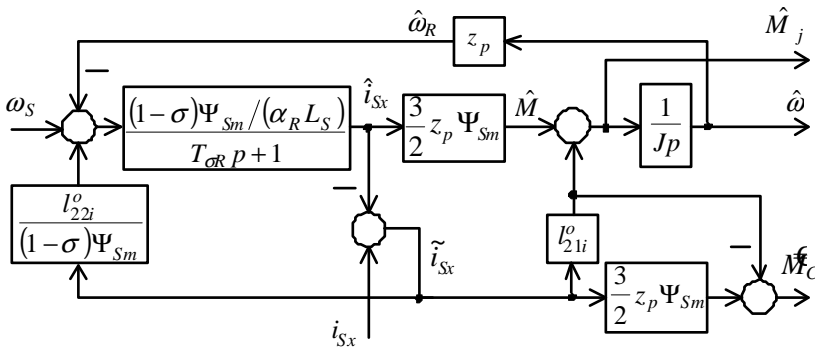 ω̂_R
z_p
M̂_j
ω_S
(1−σ)Ψ_Sm/(α_R L_S)
T_σR p+1
î_Sx
3/2 z_p Ψ_Sm
M̂
1
Jp
ω̂
l^o_22i
(1−σ)Ψ_Sm
ĩ_Sx
l^o_21i
3/2 z_p Ψ_Sm
i_Sx